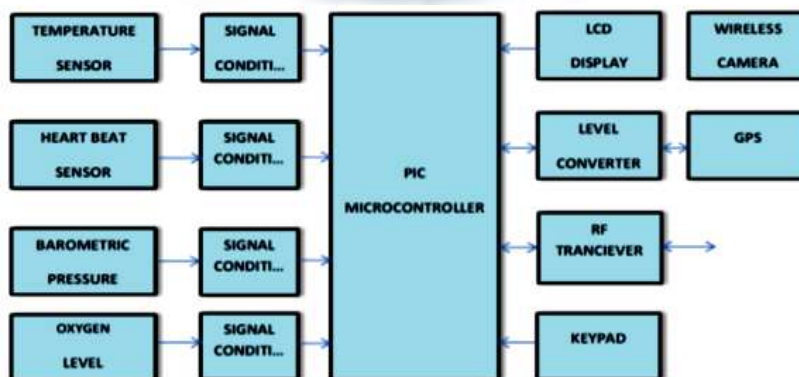 TEMPERATURE
SENSOR
SIGNAL
CONDITI...
LCD
DISPLAY
WIRELESS
CAMERA
HEART BEAT
SENSOR
SIGNAL
CONDITI...
PIC
MICROCONTROLLER
LEVEL
CONVERTER
GPS
BAROMETRIC
PRESSURE
SIGNAL
CONDITI...
RF
TRANCIEVER
OXYGEN
LEVEL
SIGNAL
CONDITI...
KEYPAD